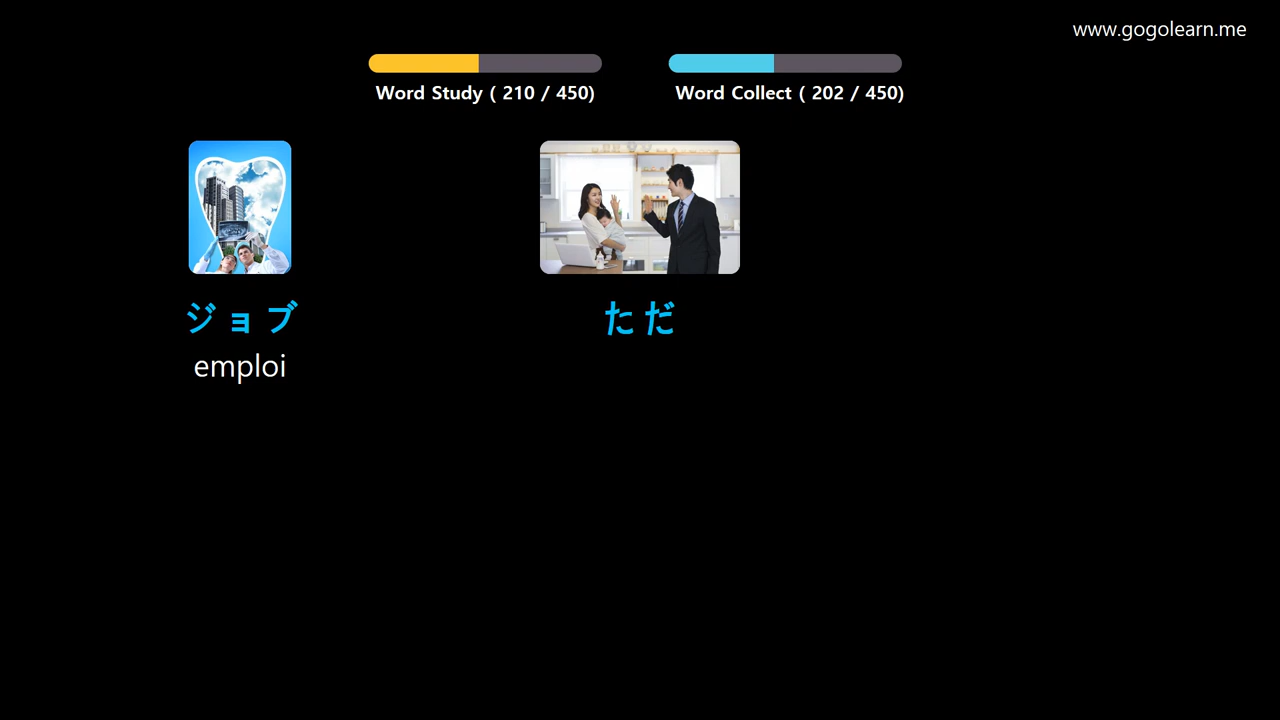 www.gogolearn.me
Word Study ( 210 / 450)
Word Collect ( 202 / 450)
ジョブ
emploi
ただ